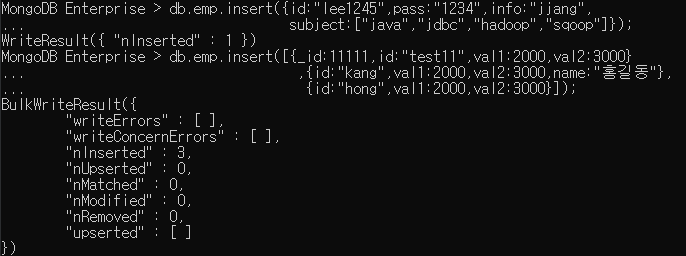 MongoDB Enterprise > db.emp.insert({id:"lee1245",pass:"1234",info:"jjang",
...                                 subject:["java","jdbc","hadoop","sqoop"]});
WriteResult({ "nInserted" : 1 })
MongoDB Enterprise > db.emp.insert([{_id:11111,id:"test11",val1:2000,val2:3000}
...                                 ,{id:"kang",val1:2000,val2:3000,name:"홍길동"},
...                                  {id:"hong",val1:2000,val2:3000}]);
BulkWriteResult({
        "writeErrors" : [ ],
        "writeConcernErrors" : [ ],
        "nInserted" : 3,
        "nUpserted" : 0,
        "nMatched" : 0,
        "nModified" : 0,
        "nRemoved" : 0,
        "upserted" : [ ]
})